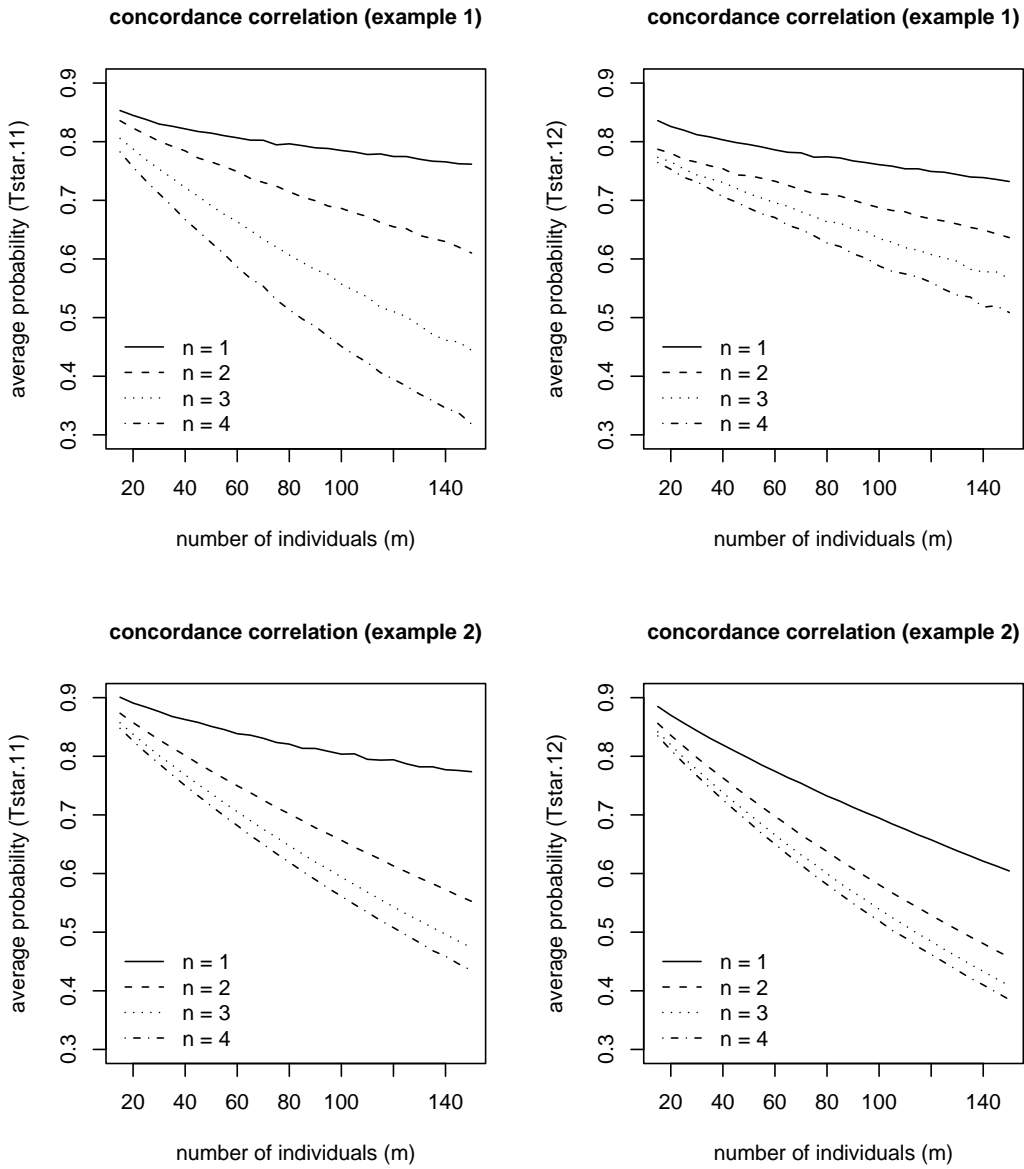 concordance correlation (example 1)
average probability (Tstar.11)
0.9
0.8
0.7
0.6
0.5
0.4
0.3
n = 1
n = 2
n = 3
n = 4
20 40 60 80 100 140
number of individuals (m)
concordance correlation (example 1)
average probability (Tstar.12)
0.9
0.8
0.7
0.6
0.5
0.4
0.3
n = 1
n = 2
n = 3
n = 4
20 40 60 80 100 140
number of individuals (m)
concordance correlation (example 2)
average probability (Tstar.11)
0.9
0.8
0.7
0.6
0.5
0.4
0.3
n = 1
n = 2
n = 3
n = 4
20 40 60 80 100 140
number of individuals (m)
concordance correlation (example 2)
average probability (Tstar.12)
0.9
0.8
0.7
0.6
0.5
0.4
0.3
n = 1
n = 2
n = 3
n = 4
20 40 60 80 100 140
number of individuals (m)